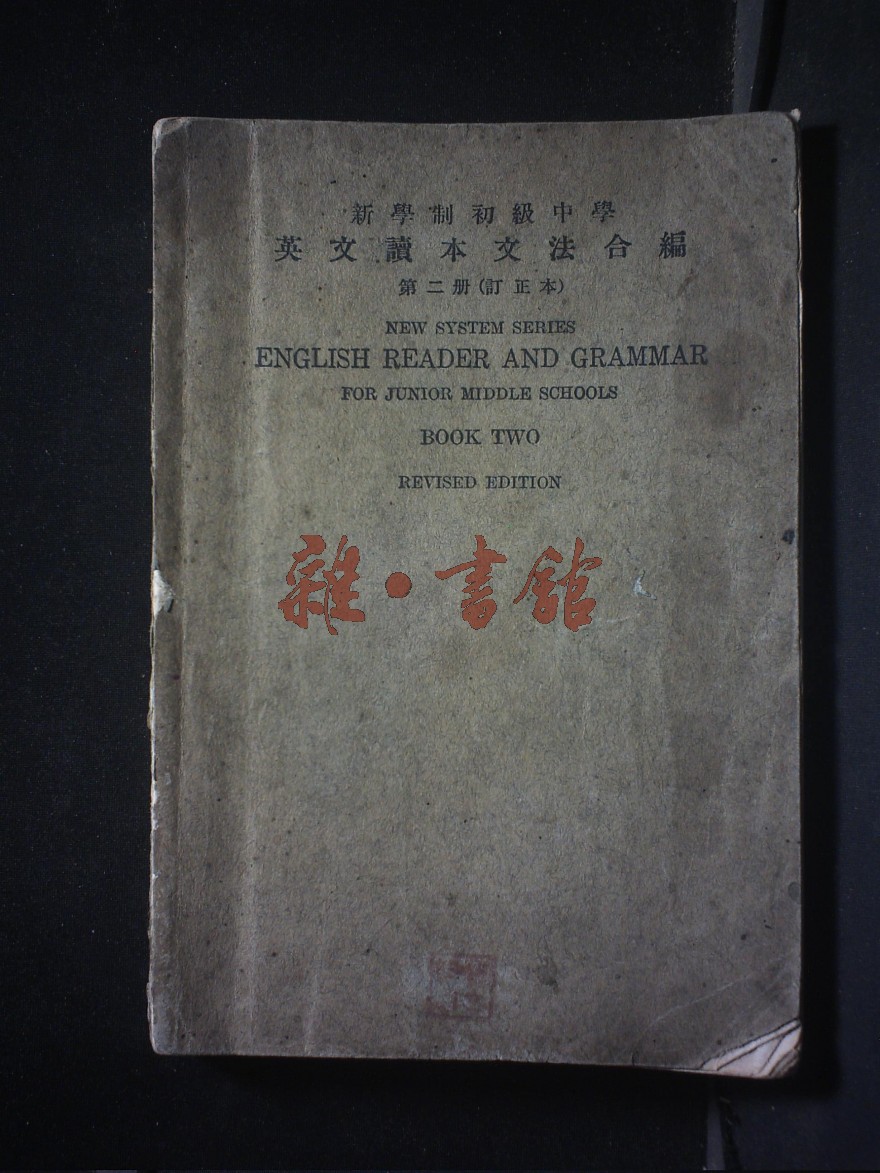 新學制初級中學
英文讀本文法合編
第二册(訂正本)
NEW SYSTEM SERIES
ENGLISH READER AND GRAMMAR
FOR JUNIOR MIDDLE SCHOOLS
BOOK TWO
REVISED EDITION
雜·書館